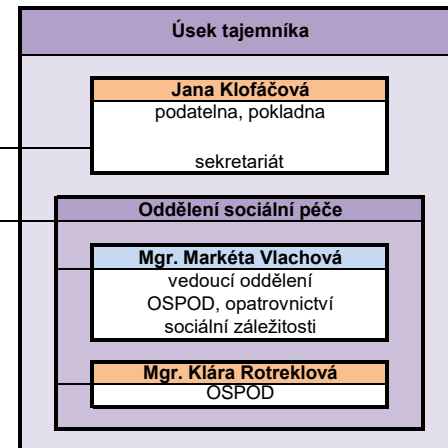 Úsek tajemníka
Jana Klofáčová
podatelna, pokladna
sekretariát
Oddělení sociální péče
Mgr. Markéta Vlachová
vedoucí oddělení
OSPOD, opatrovnictví
sociální záležitosti
Mgr. Klára Rotreklová
OSPOD